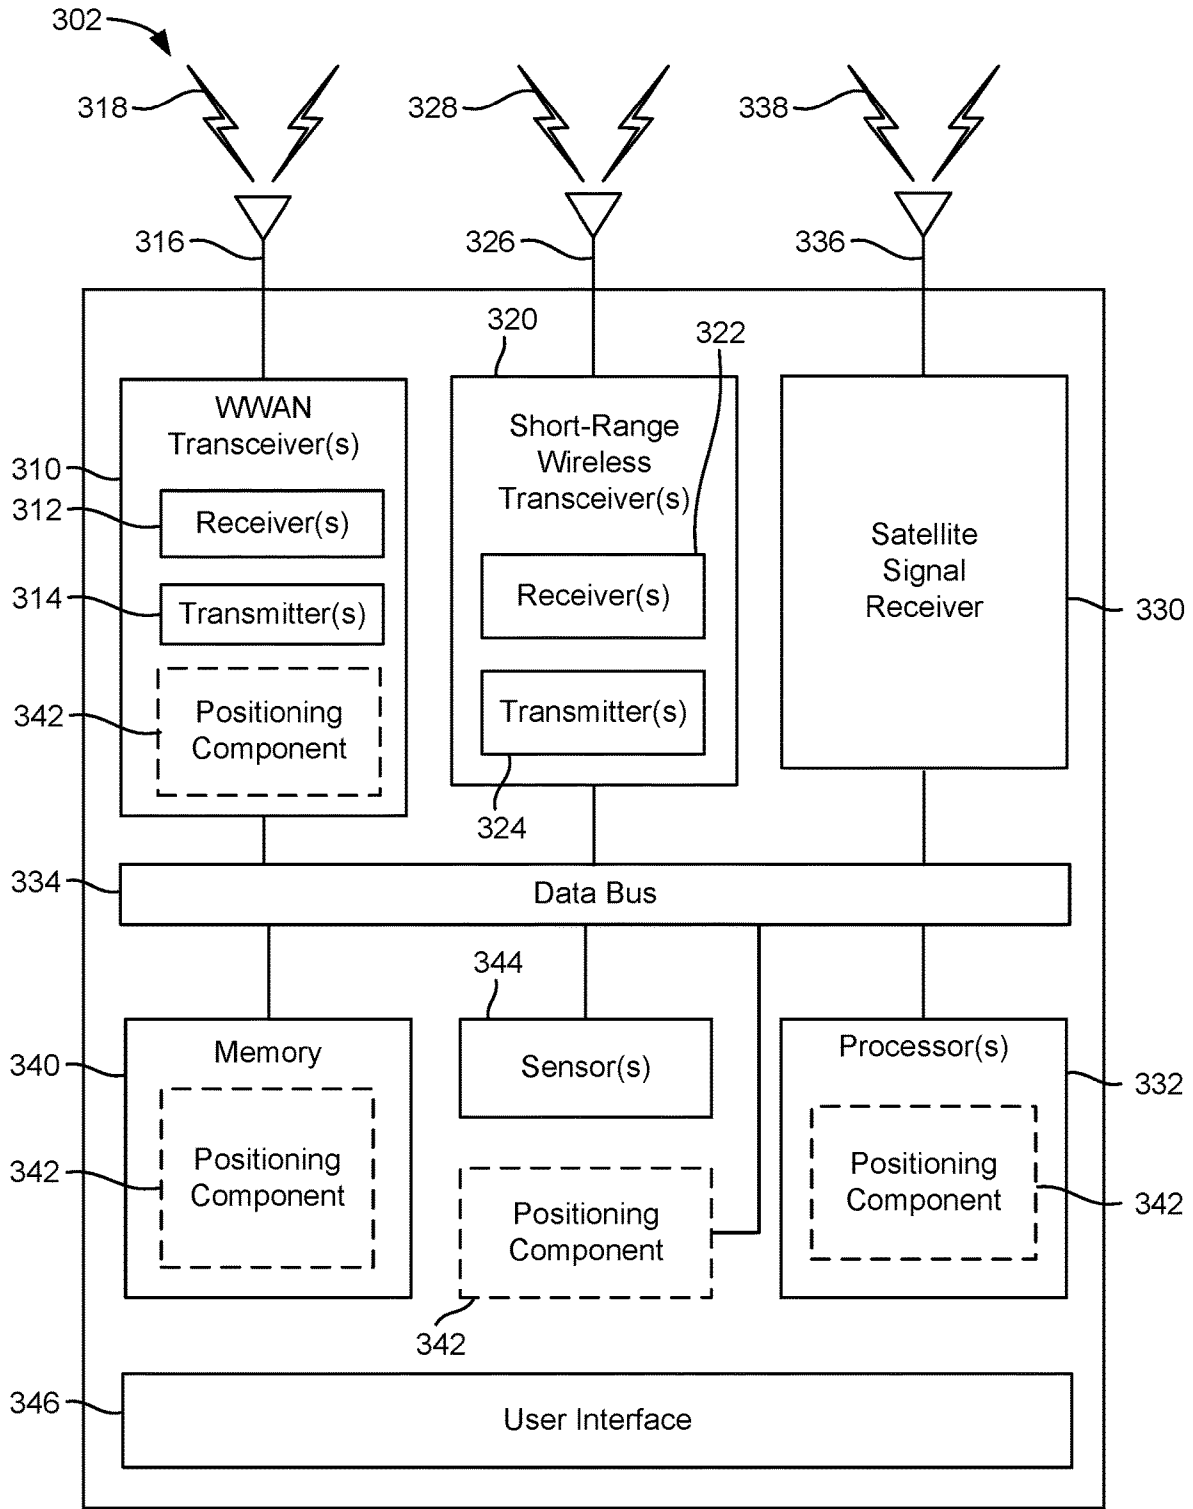 302
318
328
338
316
326
336
320
322
WWAN
Transceiver(s)
310
312
Receiver(s)
314
Transmitter(s)
342
Positioning
Component
Short-Range
Wireless
Transceiver(s)
Receiver(s)
Transmitter(s)
324
Satellite
Signal
Receiver
330
334
Data Bus
344
340
Memory
342
Positioning
Component
Sensor(s)
Positioning
Component
342
Processor(s)
332
Positioning
Component
342
346
User Interface